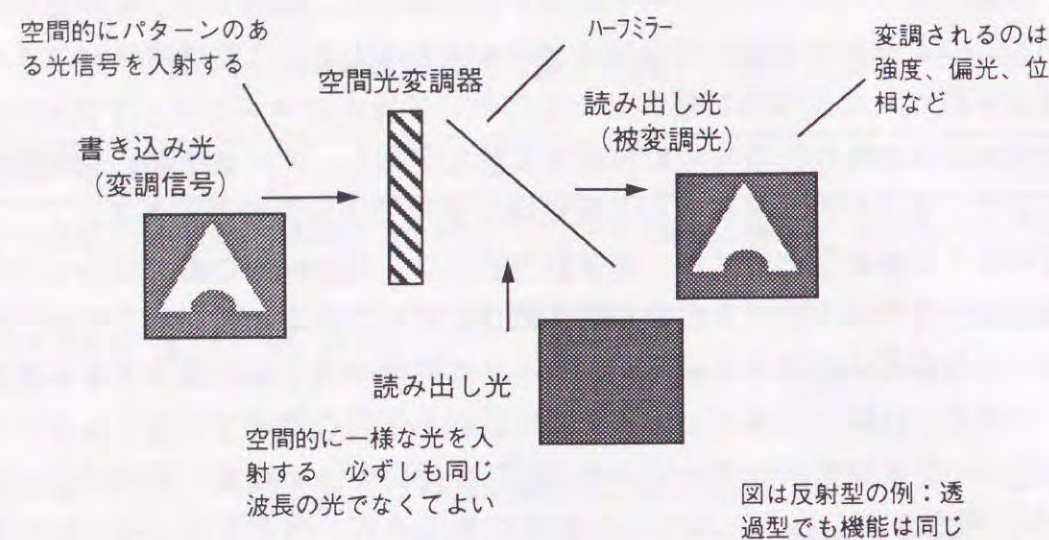 空間的にパターンのあ
る光信号を入射する
ハーフミラー
変調されるのは
強度、偏光、位
相など
空間光変調器
読み出し光
（被変調光）
書き込み光
（変調信号）
読み出し光
空間的に一様な光を入
射する　必ずしも同じ
波長の光でなくてよい
図は反射型の例：透
過型でも機能は同じ